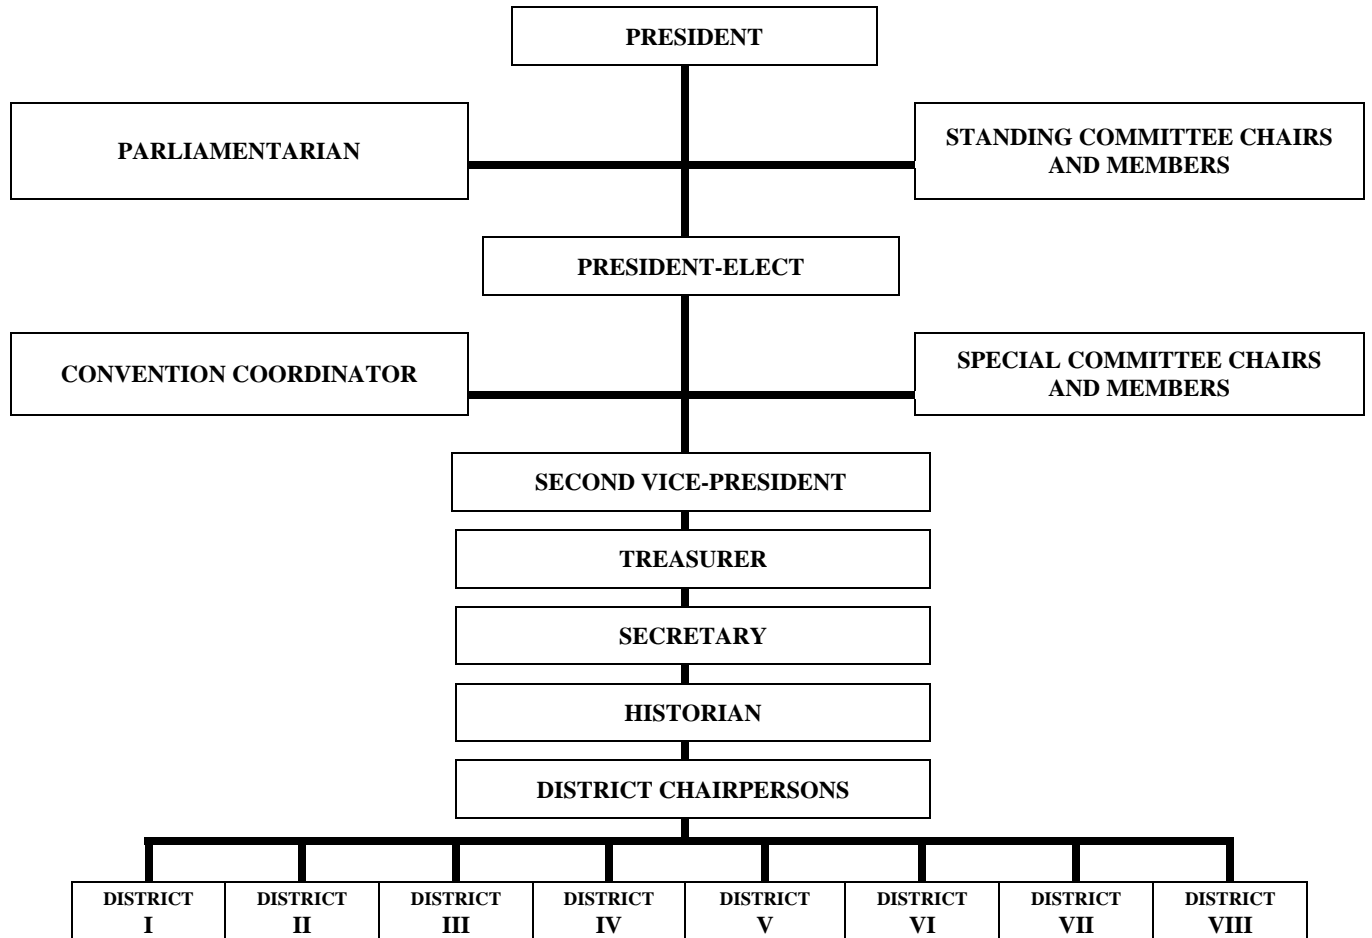 PRESIDENT
PARLIAMENTARIAN
STANDING COMMITTEE CHAIRS
AND MEMBERS
PRESIDENT-ELECT
CONVENTION COORDINATOR
SPECIAL COMMITTEE CHAIRS
AND MEMBERS
SECOND VICE-PRESIDENT
TREASURER
SECRETARY
HISTORIAN
DISTRICT CHAIRPERSONS
DISTRICT
I
DISTRICT
II
DISTRICT
III
DISTRICT
IV
DISTRICT
V
DISTRICT
VI
DISTRICT
VII
DISTRICT
VIII